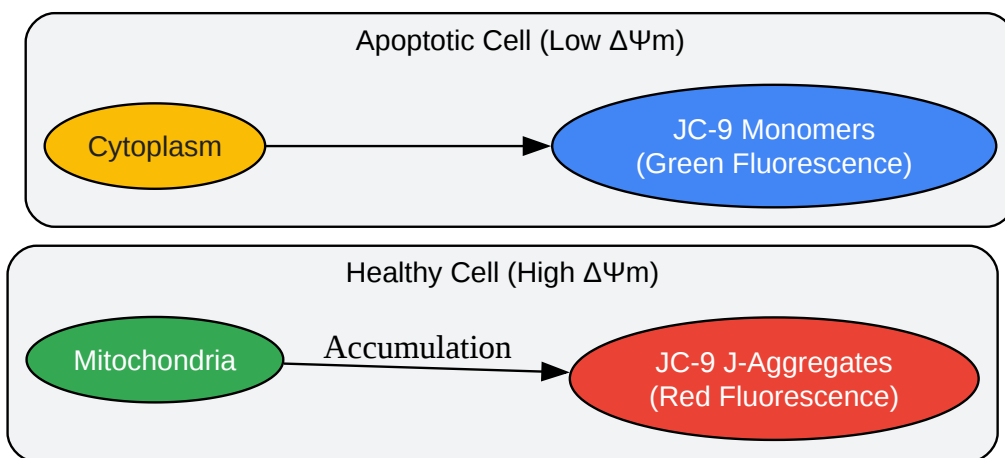 Apoptotic Cell (Low ΔΨm)
Cytoplasm
JC-9 Monomers
(Green Fluorescence)
Healthy Cell (High ΔΨm)
Mitochondria
Accumulation
JC-9 J-Aggregates
(Red Fluorescence)